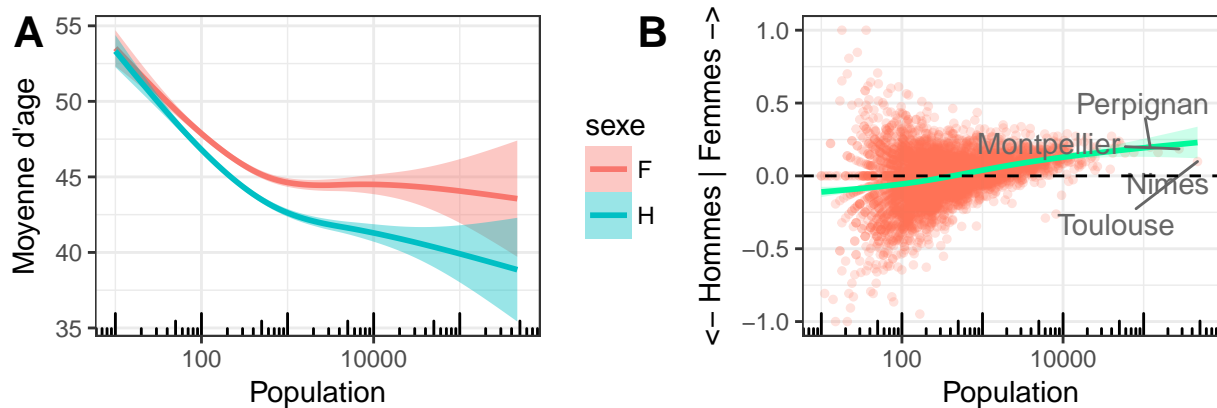 A
Moyenne d'age
55
50
45
40
35
100
10000
Population
sexe
F
H
B
<− Hommes | Femmes −>
1.0
0.5
0.0
−0.5
−1.0
Perpignan
Montpellier
Nimes
Toulouse
100
10000
Population